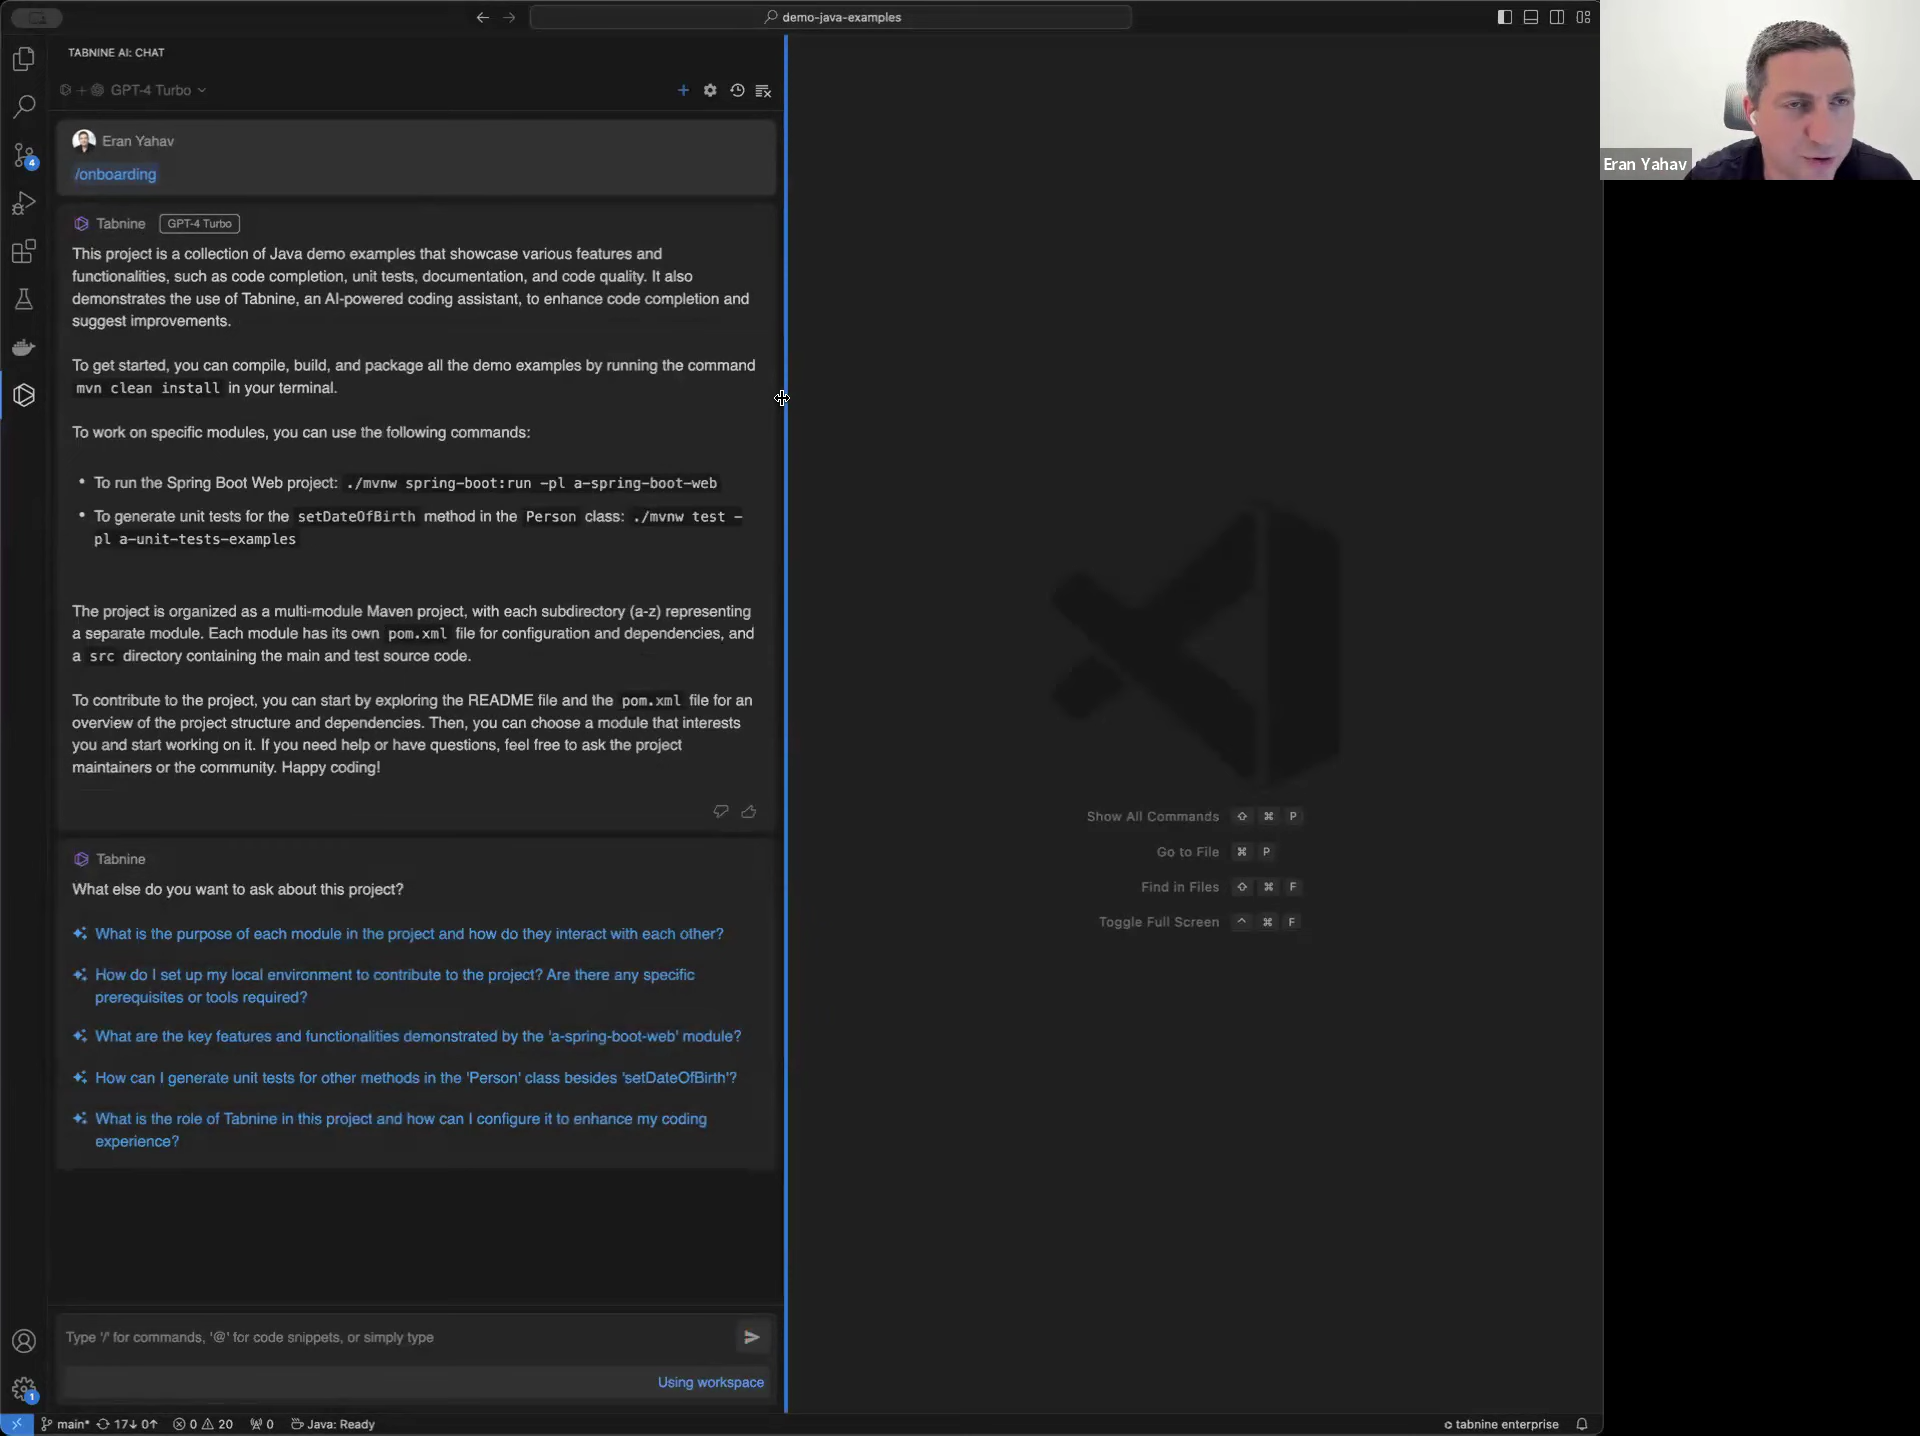 demo-java-examples
TABNINE AI: CHAT
GPT-4 Turbo
Eran Yahav
/onboarding
Tabnine GPT-4 Turbo
This project is a collection of Java demo examples that showcase various features and
functionalities, such as code completion, unit tests, documentation, and code quality. It also
demonstrates the use of Tabnine, an AI-powered coding assistant, to enhance code completion and
suggest improvements.
To get started, you can compile, build, and package all the demo examples by running the command
mvn clean install in your terminal.
To work on specific modules, you can use the following commands:
• To run the Spring Boot Web project: ./mvnw spring-boot:run -pl a-spring-boot-web
• To generate unit tests for the setDateOfBirth method in the Person class: ./mvnw test -
pl a-unit-tests-examples
The project is organized as a multi-module Maven project, with each subdirectory (a-z) representing
a separate module. Each module has its own pom.xml file for configuration and dependencies, and
a src directory containing the main and test source code.
To contribute to the project, you can start by exploring the README file and the pom.xml file for an
overview of the project structure and dependencies. Then, you can choose a module that interests
you and start working on it. If you need help or have questions, feel free to ask the project
maintainers or the community. Happy coding!
Tabnine
What else do you want to ask about this project?
What is the purpose of each module in the project and how do they interact with each other?
How do I set up my local environment to contribute to the project? Are there any specific
prerequisites or tools required?
What are the key features and functionalities demonstrated by the 'a-spring-boot-web' module?
How can I generate unit tests for other methods in the 'Person' class besides 'setDateOfBirth'?
What is the role of Tabnine in this project and how can I configure it to enhance my coding
experience?
Type '/' for commands, '@' for code snippets, or simply type
Using workspace
4
1
main* 17↓ 0↑ 0 20 0 Java: Ready
Show All Commands ⇧ ⌘ P
Go to File ⌘ P
Find in Files ⇧ ⌘ F
Toggle Full Screen ^ ⌘ F
tabnine enterprise
Eran Yahav